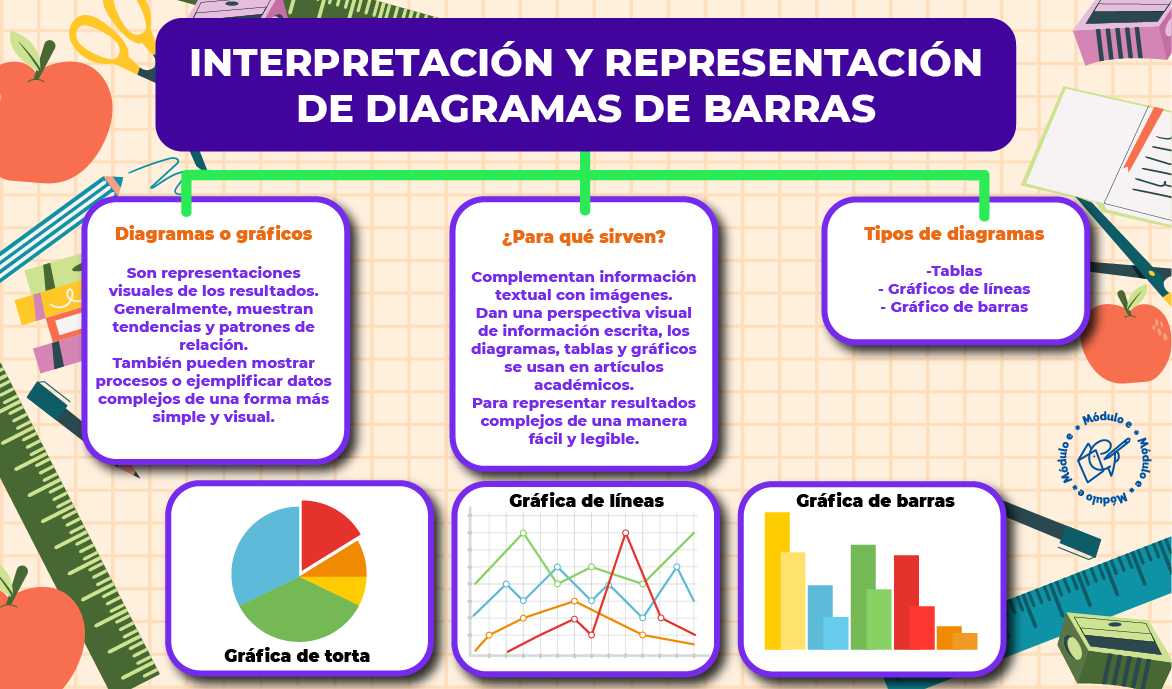 INTERPRETACIÓN Y REPRESENTACIÓN
DE DIAGRAMAS DE BARRAS
Diagramas o gráficos
Son representaciones
visuales de los resultados.
Generalmente, muestran
tendencias y patrones de
relación.
También pueden mostrar
procesos o ejemplificar datos
complejos de una forma más
simple y visual.
¿Para qué sirven?
Complementan información
textual con imágenes.
Dan una perspectiva visual
de información escrita, los
diagramas, tablas y gráficos
se usan en artículos
académicos.
Para representar resultados
complejos de una manera
fácil y legible.
Tipos de diagramas
-Tablas
- Gráficos de líneas
- Gráfico de barras
Módulo e * Módulo e * Módulo e * Módulo e *
Gráfica de torta
Gráfica de líneas
Gráfica de barras